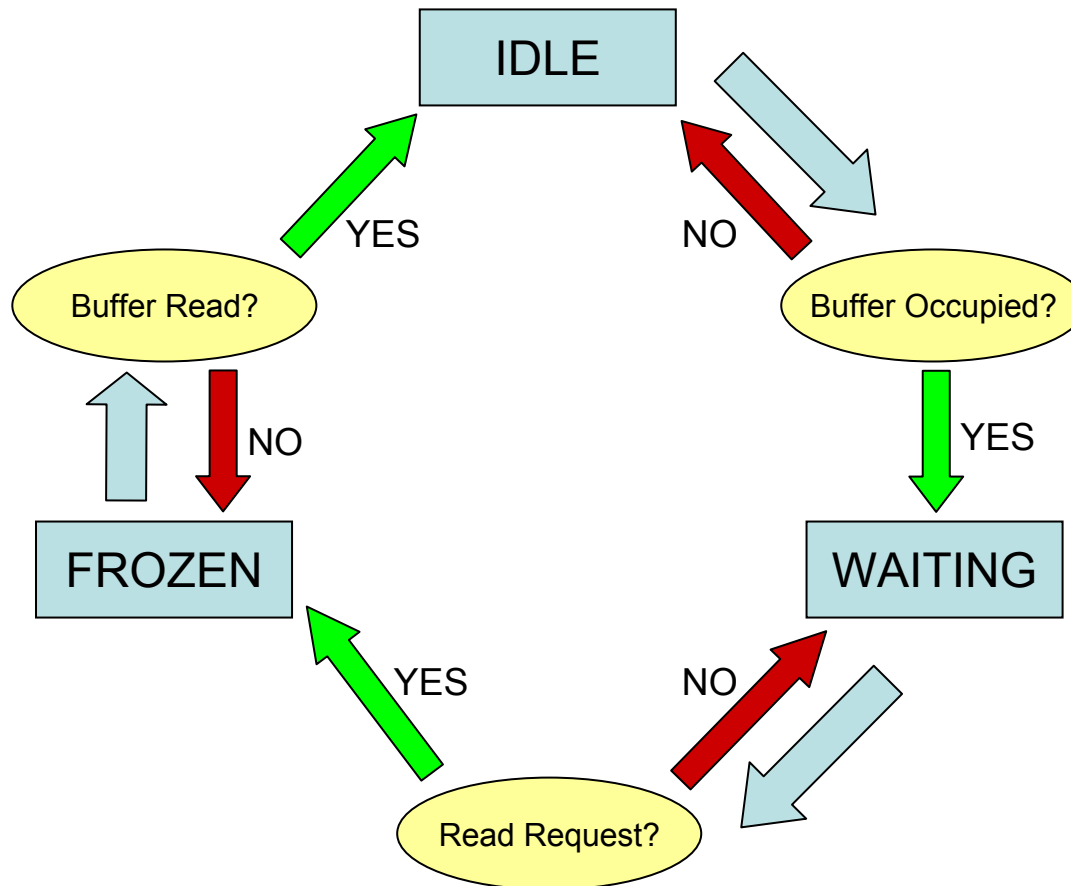 IDLE
YES
NO
Buffer Read?
Buffer Occupied?
NO
YES
FROZEN
WAITING
YES
NO
Read Request?